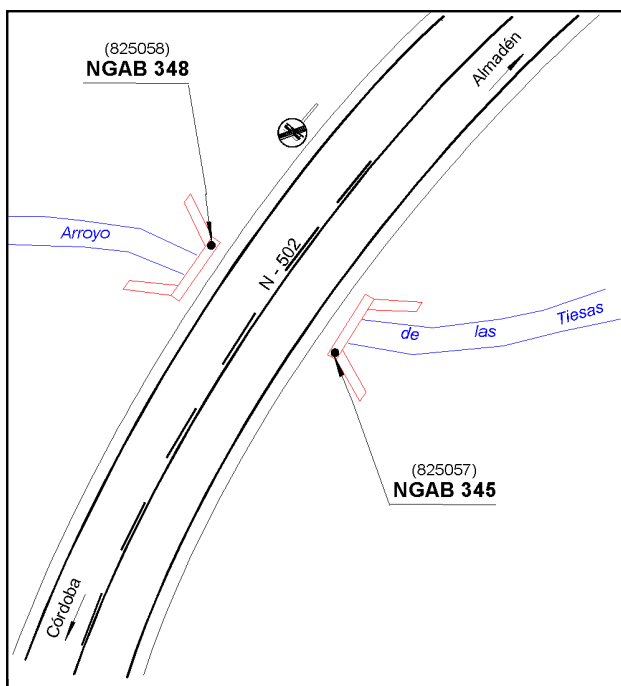 (825058)
NGAB 348
Almadén
Arroyo
N - 502
de las Tiesas
(825057)
NGAB 345
Córdoba